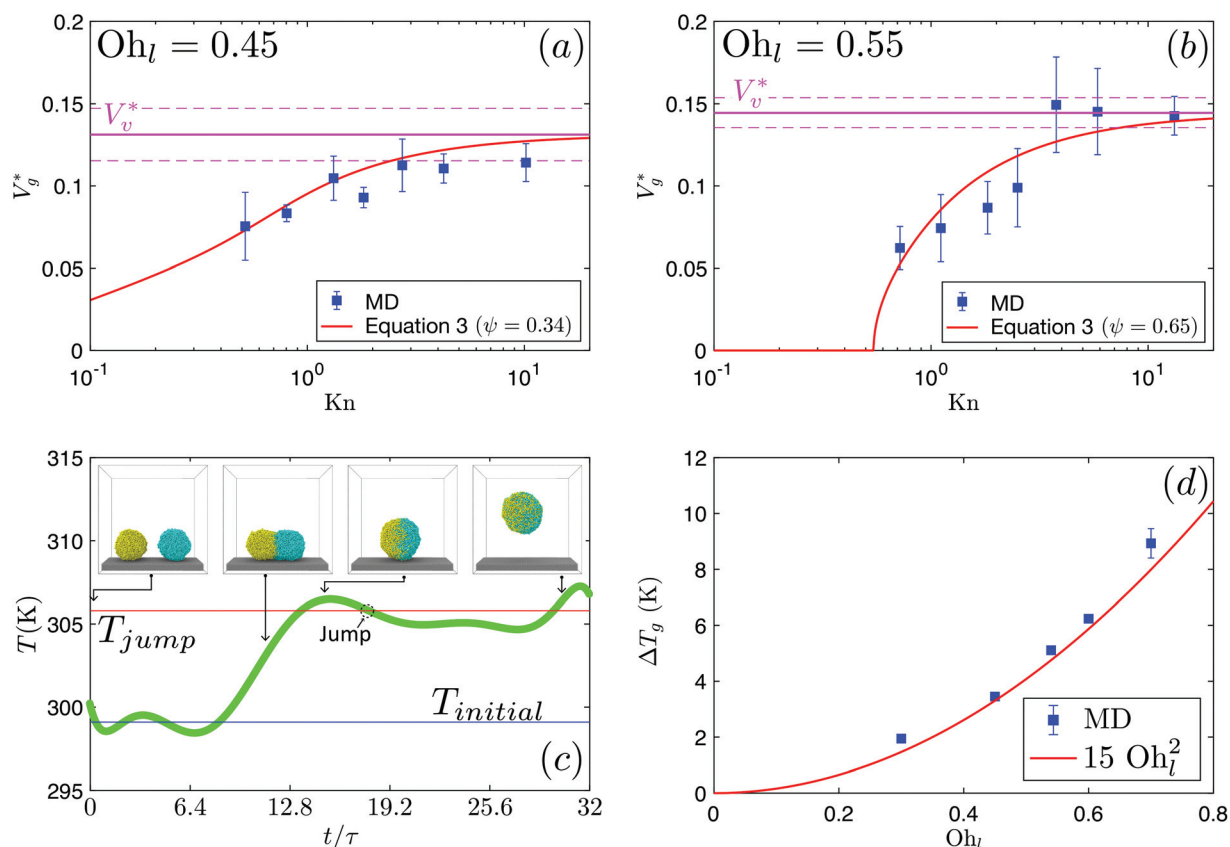 Oh_l = 0.45
(a)
V_g^*
0.2
0.15
0.1
0.05
0
V_v^*
MD
Equation 3 (ψ = 0.34)
10^-1
10^0
10^1
Kn
Oh_l = 0.55
(b)
V_g^*
0.2
0.15
0.1
0.05
0
V_v^*
MD
Equation 3 (ψ = 0.65)
10^-1
10^0
10^1
Kn
T(K)
315
310
305
300
295
T_jump
Jump
T_initial
(c)
0
6.4
12.8
19.2
25.6
32
t/τ
(d)
ΔT_g (K)
12
10
8
6
4
2
0
MD
15 Oh_l^2
0
0.2
0.4
0.6
0.8
Oh_l